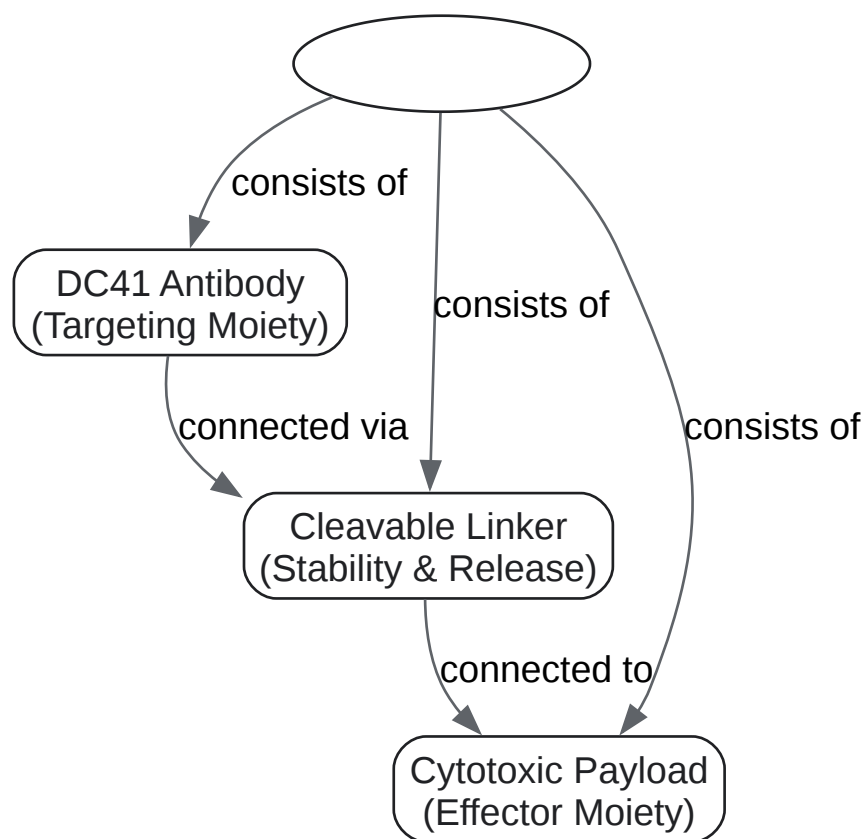 consists of
DC41 Antibody
(Targeting Moiety)
consists of
connected via
consists of
Cleavable Linker
(Stability & Release)
connected to
Cytotoxic Payload
(Effector Moiety)